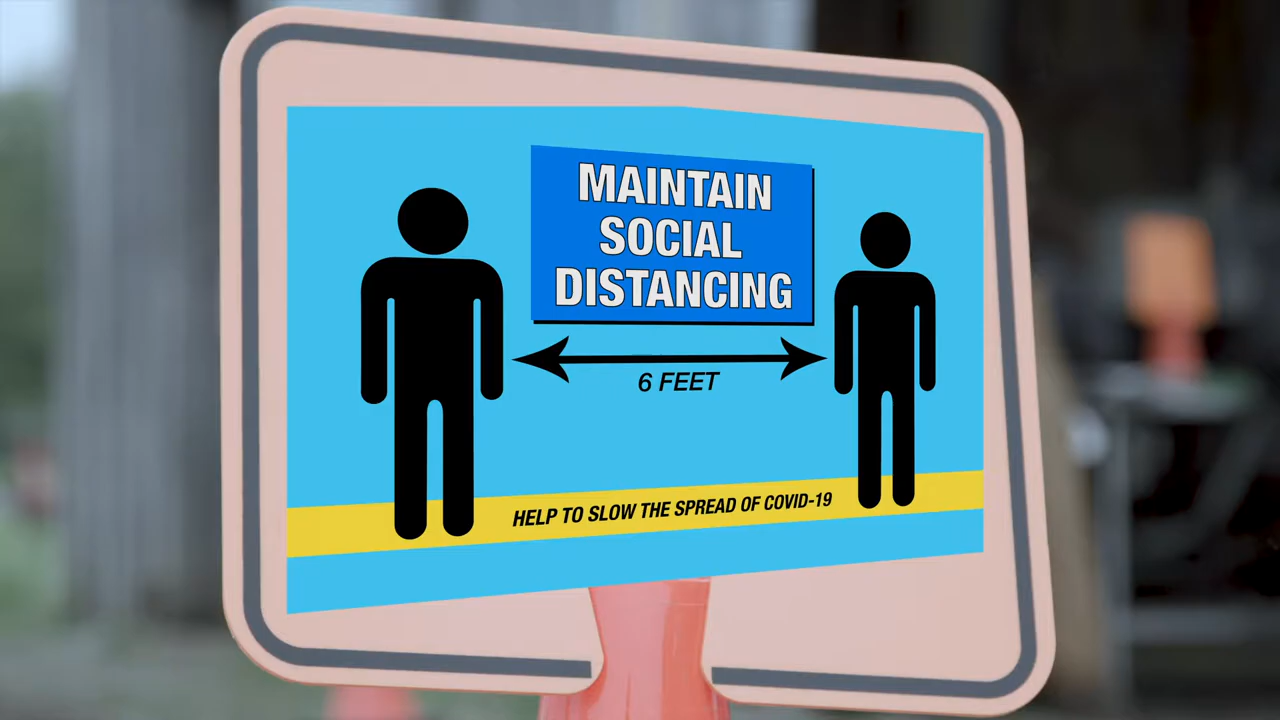 MAINTAIN
SOCIAL
DISTANCING
6 FEET
HELP TO SLOW THE SPREAD OF COVID-19